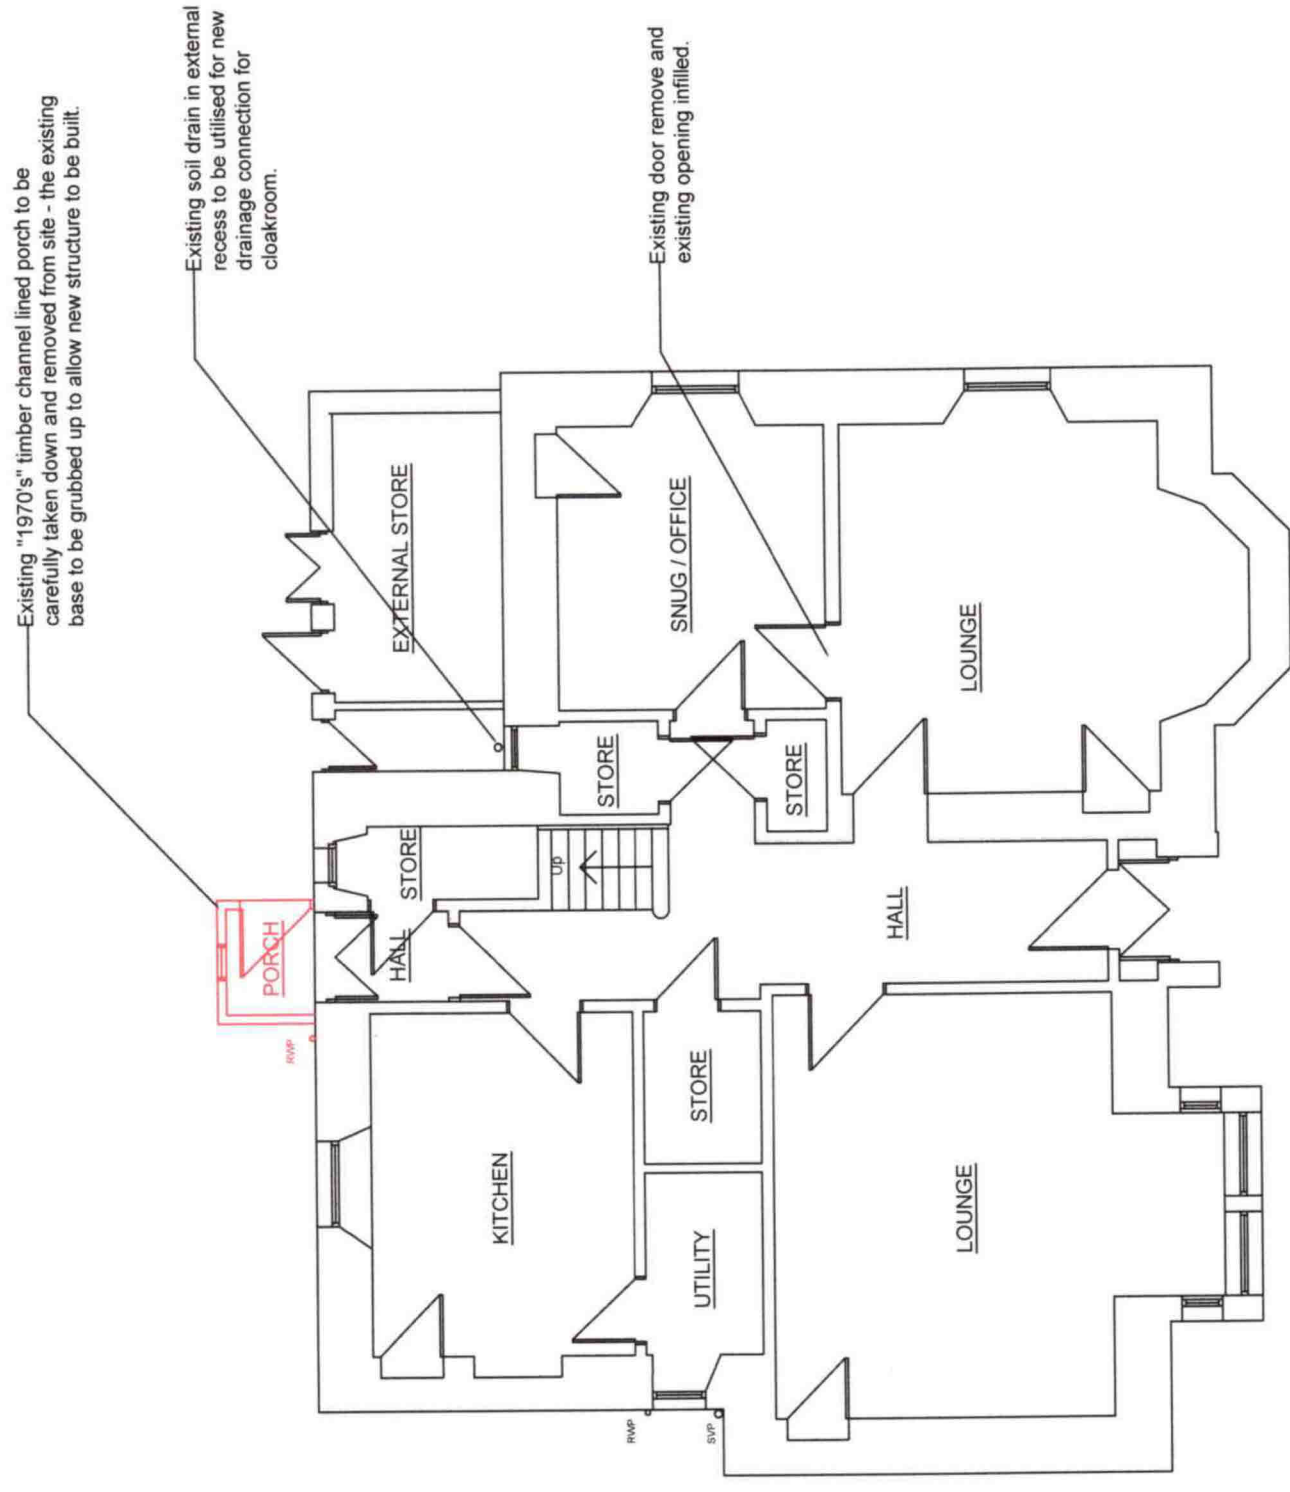 Existing "1970's" timber channel lined porch to be
carefully taken down and removed from site - the existing
base to be grubbed up to allow new structure to be built.
Existing soil drain in external
recess to be utilised for new
drainage connection for
cloakroom.
Existing door remove and
existing opening infilled.
PORCH
RWP
HALL
STORE
Up
EXTERNAL STORE
KITCHEN
STORE
STORE
SNUG / OFFICE
UTILITY
STORE
STORE
RWP
SVP
HALL
LOUNGE
LOUNGE